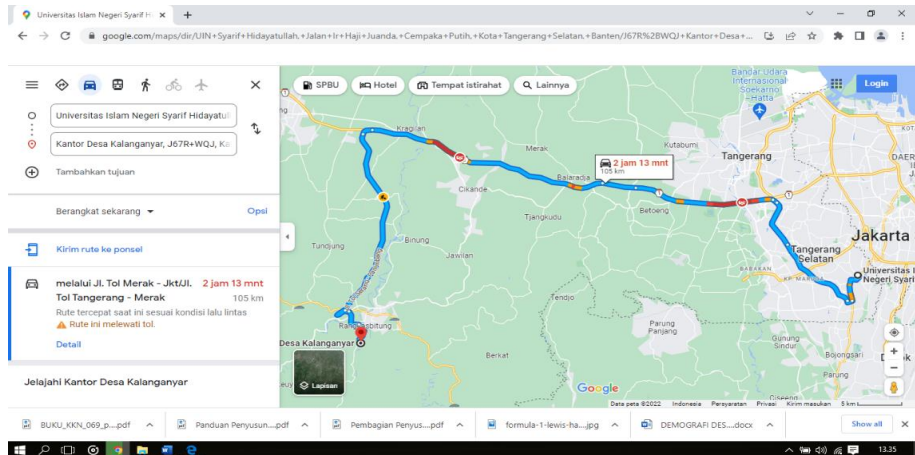 Universitas Islam Negeri Syarif Hi
google.com/maps/dir/UIN+Syarif+Hidayatullah,+Jalan+Ir+Haji+Juanda,+Cempaka+Putih,+Kota+Tangerang+Selatan,+Banten/J67R%2BWQJ+Kantor+Desa+...
Universitas Islam Negeri Syarif Hidayatul
Kantor Desa Kalanganyar, J67R+WQJ, Ka
Tambahkan tujuan
Berangkat sekarang
Opsi
Kirim rute ke ponsel
melalui Jl. Tol Merak - Jkt/Jl. 2 jam 13 mnt
Tol Tangerang - Merak 105 km
Rute tercepat saat ini sesuai kondisi lalu lintas
Rute ini melewati tol.
Detail
Jelajahi Kantor Desa Kalanganyar
SPBU
Hotel
Tempat istirahat
Lainnya
Login
Bandar Udara
Internasional
Soekarno
- Hatta
Kragilan
Merak
Kutabumi
Tangerang
2 jam 13 mnt
105 km
Balaradja
Cikande
Tjangkudu
Betoeng
Jakarta
Tangerang
Selatan
Tundjung
Binung
Jawilan
BABAKAN
Universitas I
Negeri Syari
Tendjo
Parung
Panjang
Desa Kalanganyar
Gunung
Sindur
Bojongsari
Berkat
Parung
Lapisan
Google
Data peta ©2022 Indonesia Persyaratan Privasi Kirim masukan 5 km
BUKU_KKN_069_p....pdf
Panduan Penyusun....pdf
Pembagian Penyus....pdf
formula-1-lewis-ha....jpg
DEMOGRAFI DES....docx
Show all
13.35